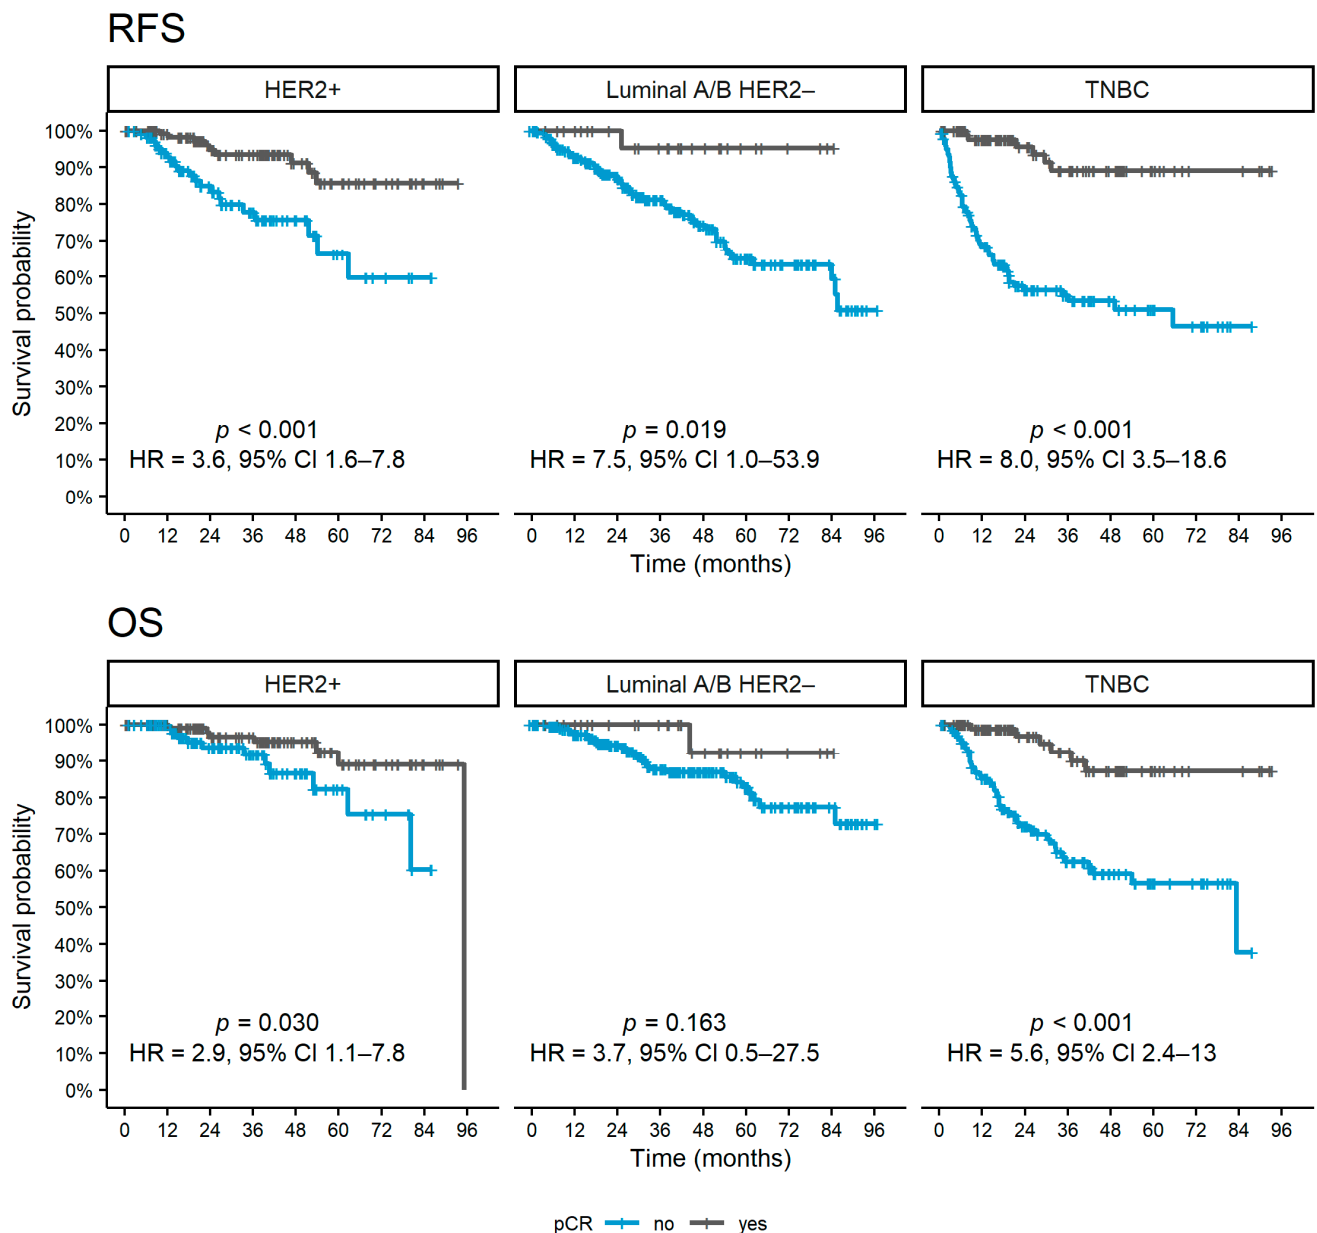 RFS
HER2+
Luminal A/B HER2–
TNBC
Survival probability
100%
90%
80%
70%
60%
50%
40%
30%
20%
10%
0%
p < 0.001
HR = 3.6, 95% CI 1.6–7.8
p = 0.019
HR = 7.5, 95% CI 1.0–53.9
p < 0.001
HR = 8.0, 95% CI 3.5–18.6
0 12 24 36 48 60 72 84 96
0 12 24 36 48 60 72 84 96
0 12 24 36 48 60 72 84 96
Time (months)
OS
HER2+
Luminal A/B HER2–
TNBC
Survival probability
100%
90%
80%
70%
60%
50%
40%
30%
20%
10%
0%
p = 0.030
HR = 2.9, 95% CI 1.1–7.8
p = 0.163
HR = 3.7, 95% CI 0.5–27.5
p < 0.001
HR = 5.6, 95% CI 2.4–13
0 12 24 36 48 60 72 84 96
0 12 24 36 48 60 72 84 96
0 12 24 36 48 60 72 84 96
Time (months)
pCR no yes